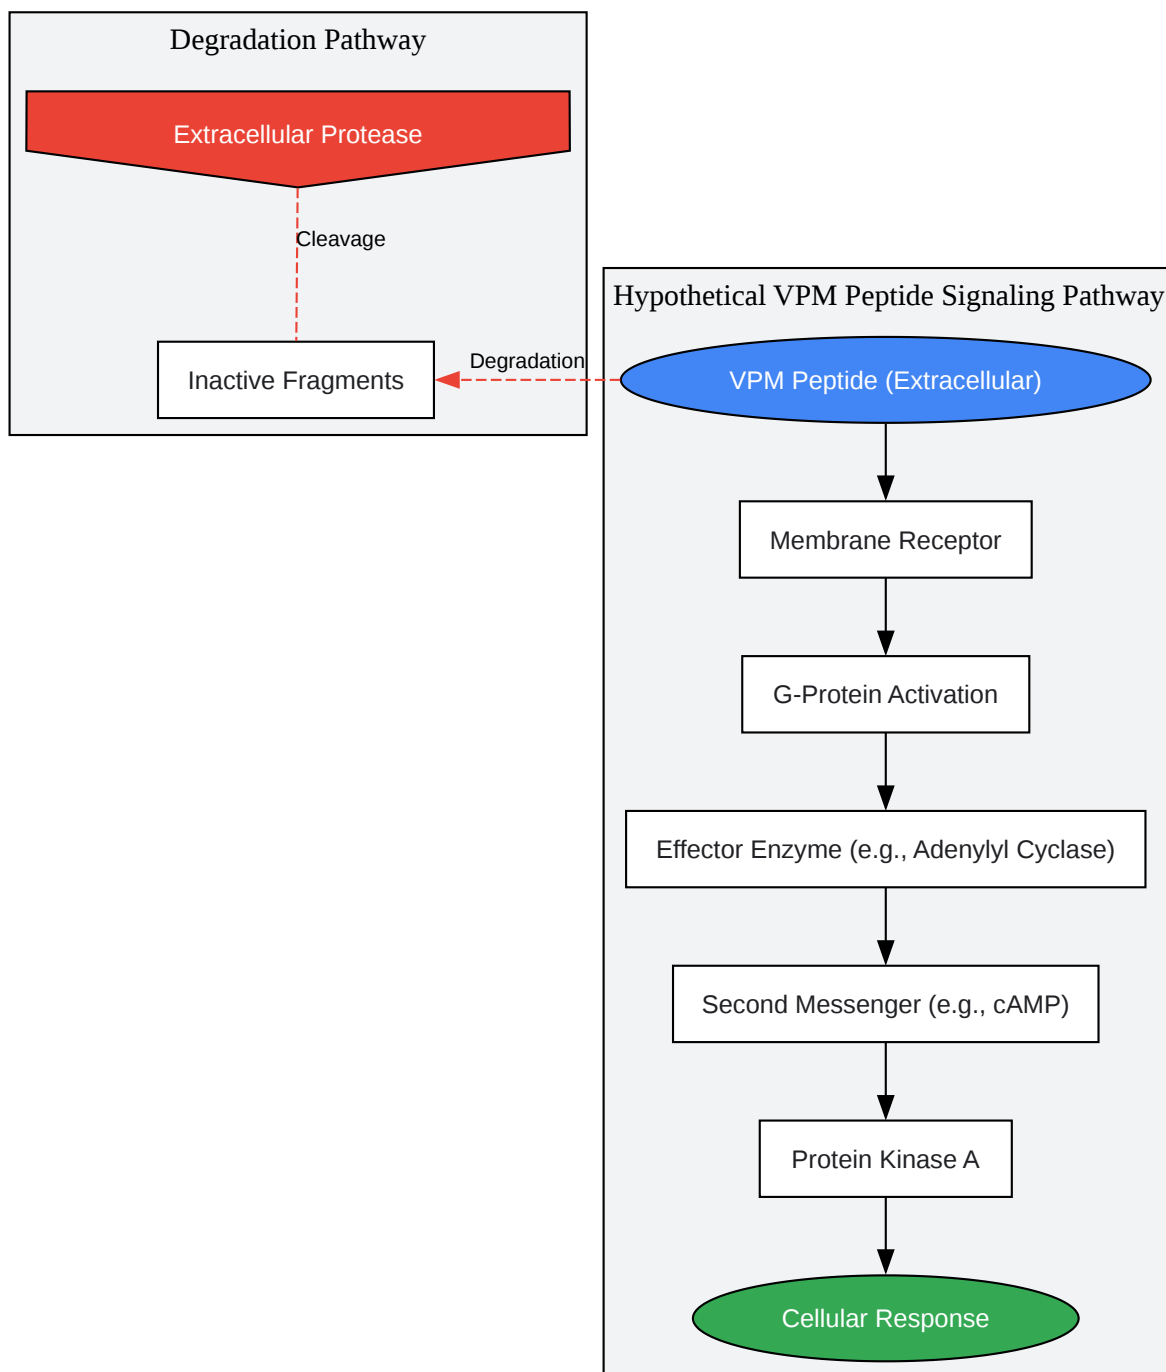 Degradation Pathway
Extracellular Protease
Cleavage
Inactive Fragments
Degradation
Hypothetical VPM Peptide Signaling Pathway
VPM Peptide (Extracellular)
Membrane Receptor
G-Protein Activation
Effector Enzyme (e.g., Adenylyl Cyclase)
Second Messenger (e.g., cAMP)
Protein Kinase A
Cellular Response